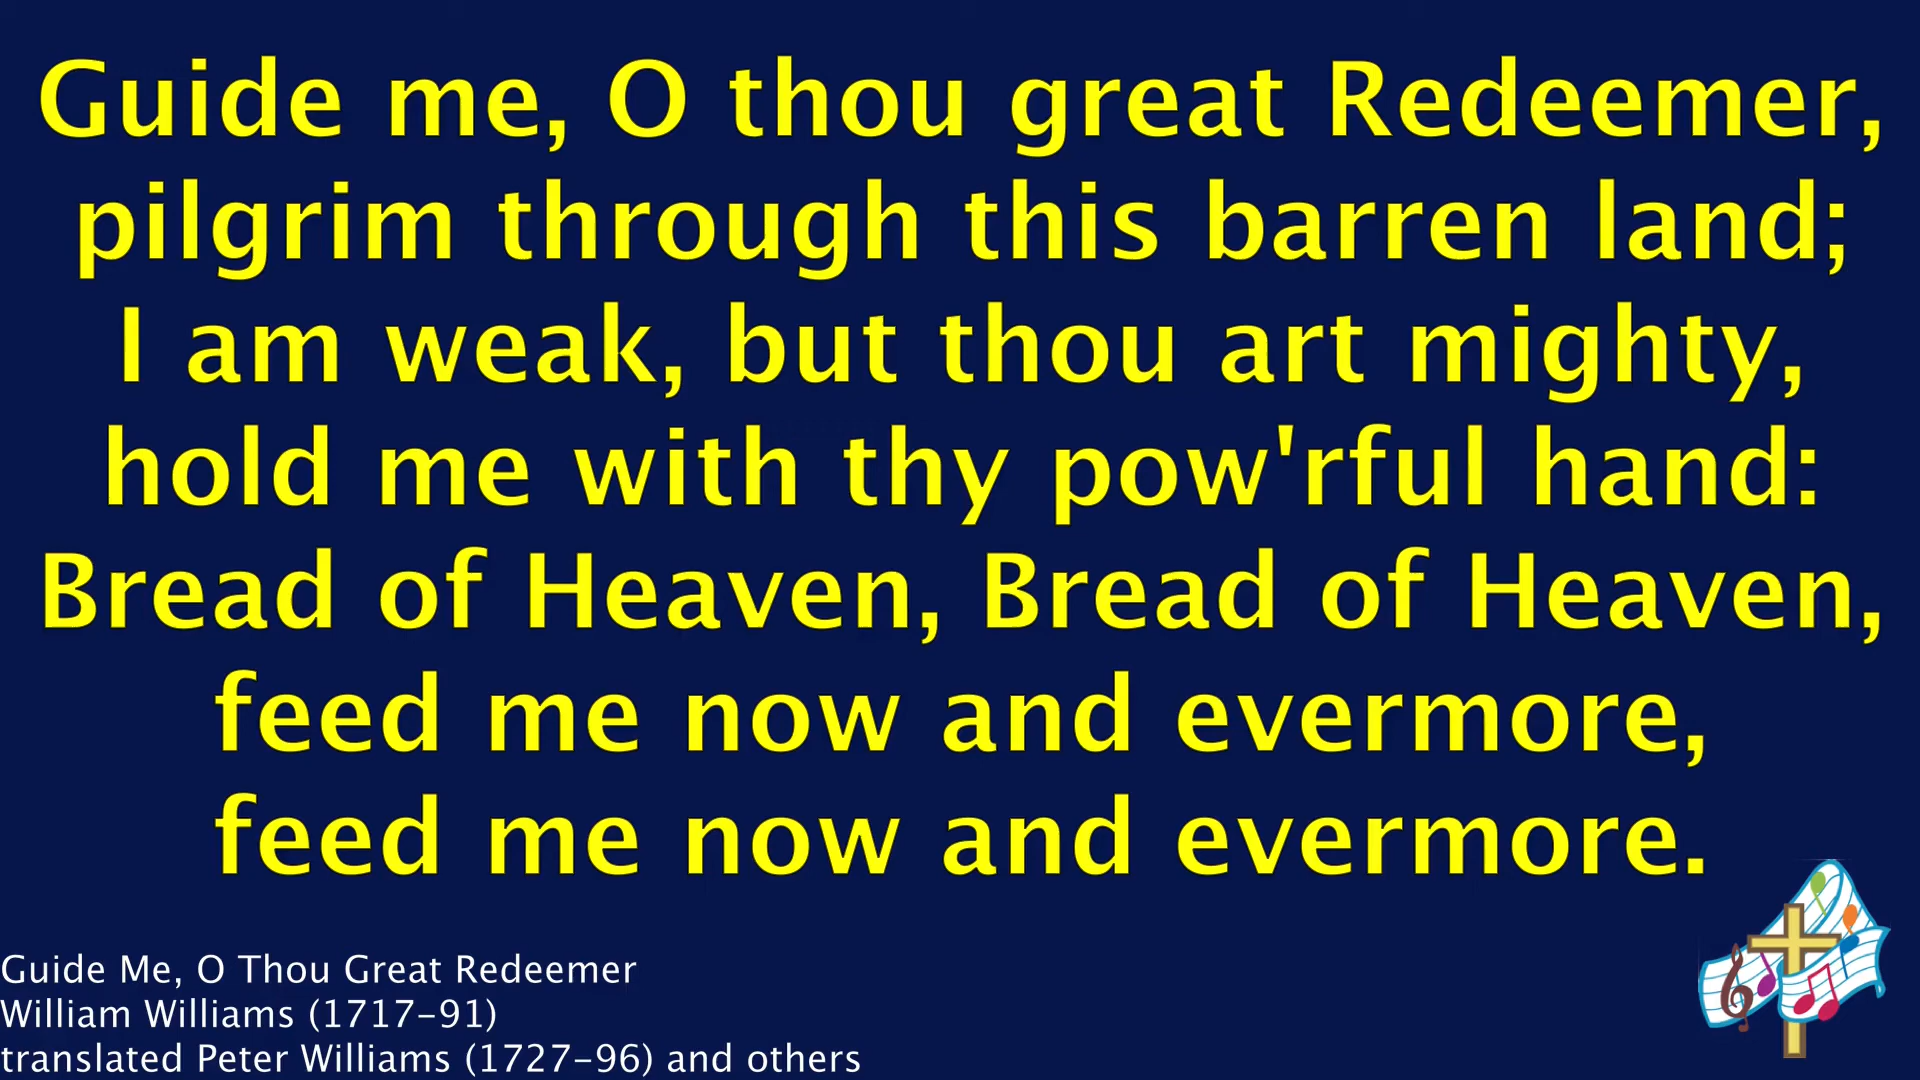 Guide me, O thou great Redeemer,
pilgrim through this barren land;
I am weak, but thou art mighty,
hold me with thy pow'rful hand:
Bread of Heaven, Bread of Heaven,
feed me now and evermore,
feed me now and evermore.
Guide Me, O Thou Great Redeemer
William Williams (1717–91)
translated Peter Williams (1727–96) and others